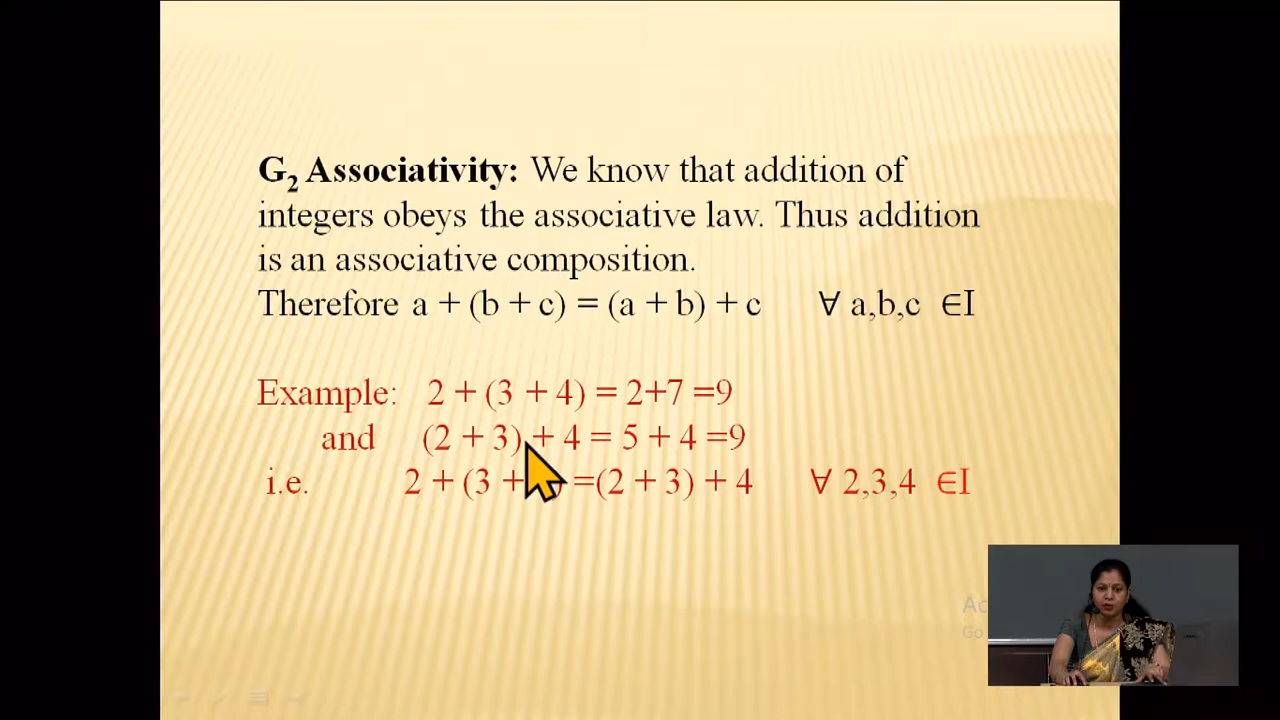 G₂ Associativity: We know that addition of
integers obeys the associative law. Thus addition
is an associative composition.
Therefore a + (b + c) = (a + b) + c ∀ a,b,c ∈I
Example: 2 + (3 + 4) = 2+7 =9
and (2 + 3) + 4 = 5 + 4 =9
i.e. 2 + (3 + ) =(2 + 3) + 4 ∀ 2,3,4 ∈I
Go